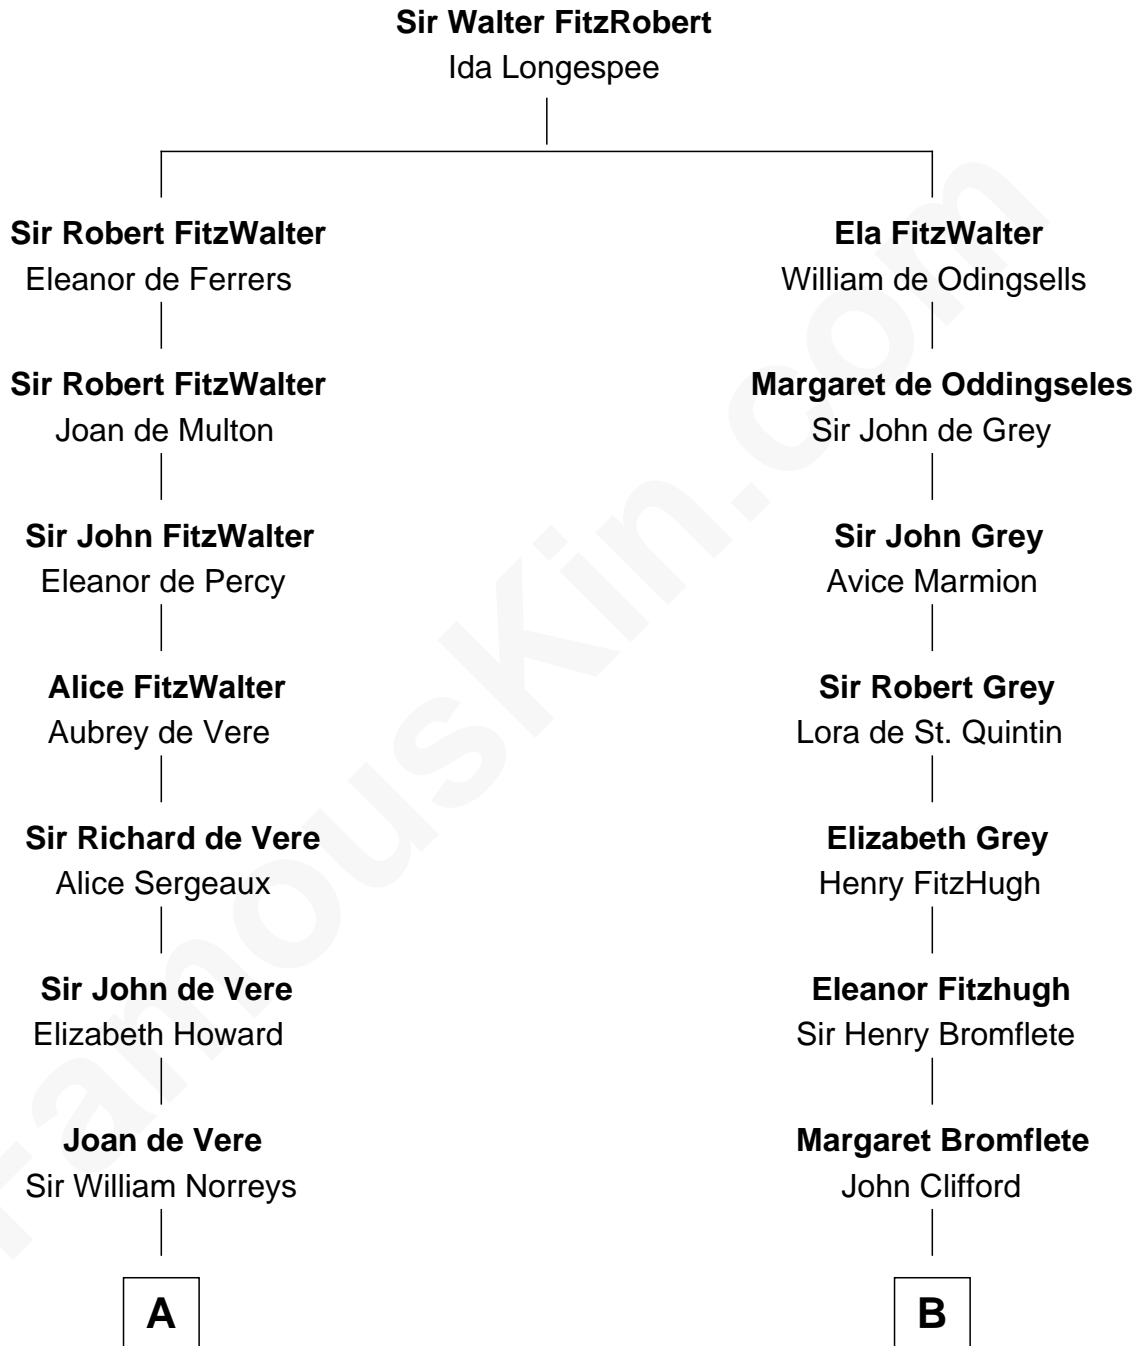 Sir Walter FitzRobert
Ida Longespee
Sir Robert FitzWalter
Eleanor de Ferrers
Sir Robert FitzWalter
Joan de Multon
Sir John FitzWalter
Eleanor de Percy
Alice FitzWalter
Aubrey de Vere
Sir Richard de Vere
Alice Sergeaux
Sir John de Vere
Elizabeth Howard
Joan de Vere
Sir William Norreys
A
Ela FitzWalter
William de Odingsells
Margaret de Oddingseles
Sir John de Grey
Sir John Grey
Avice Marmion
Sir Robert Grey
Lora de St. Quintin
Elizabeth Grey
Henry FitzHugh
Eleanor Fitzhugh
Sir Henry Bromflete
Margaret Bromflete
John Clifford
B
FamousKin.com